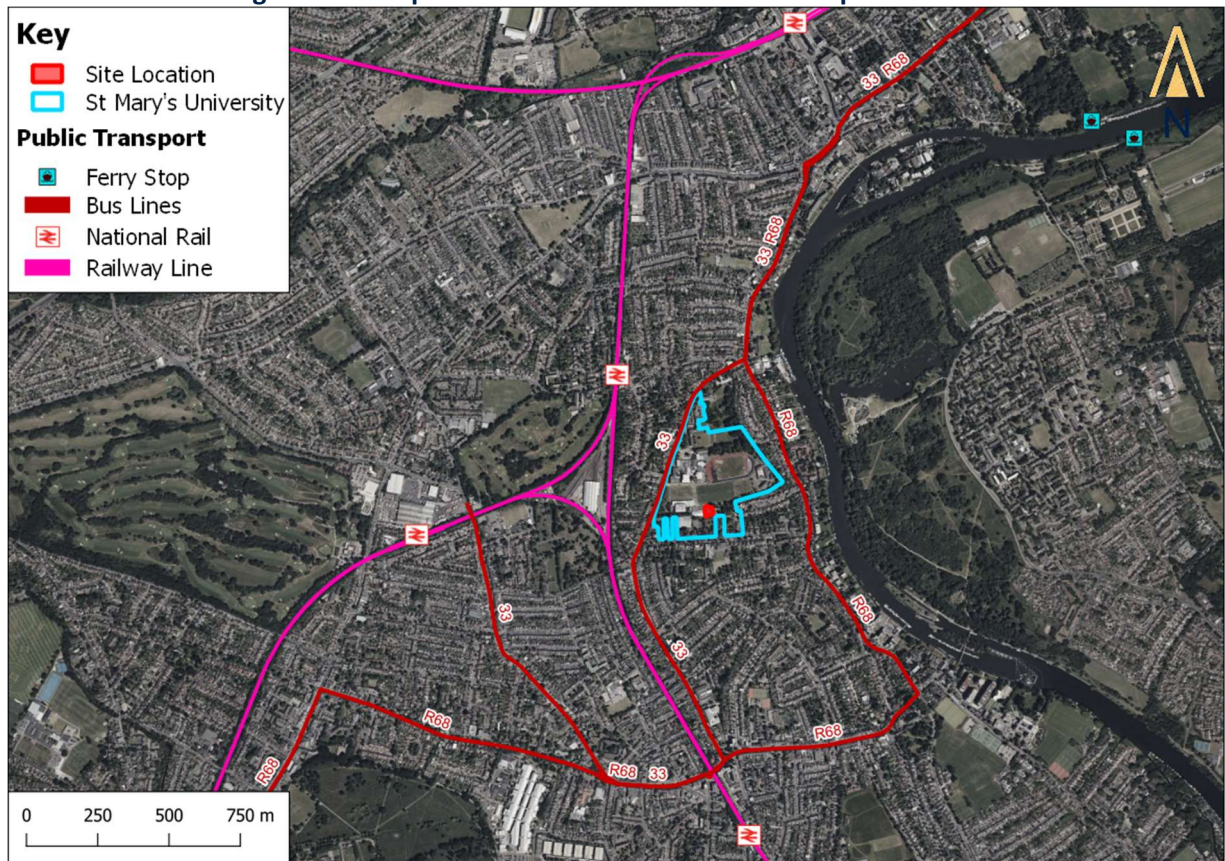 Key
Site Location
St Mary's University
Public Transport
Ferry Stop
Bus Lines
National Rail
Railway Line
N
33 R68
33 R68
33
R68
33
33
R68
R68
R68
R68 33
R68
0 250 500 750 m